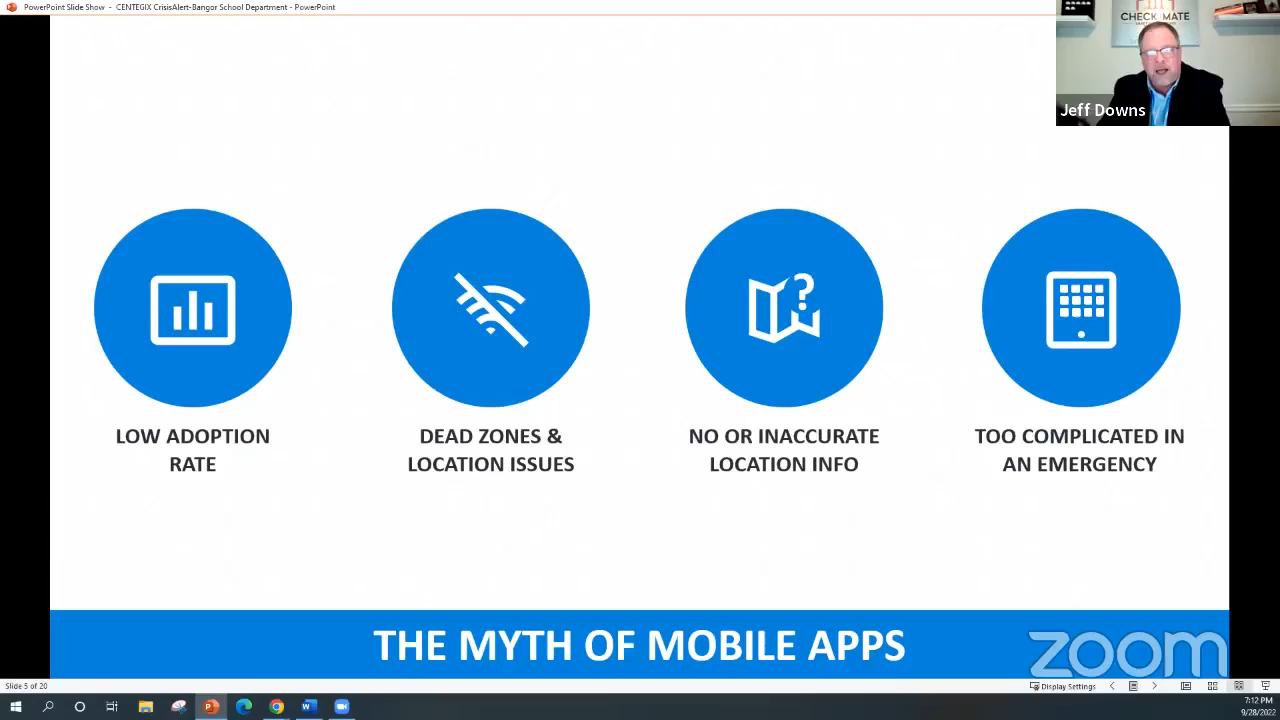 PowerPoint Slide Show - CENTEGIX CrisisAlert-Bangor School Department - PowerPoint
CHECKMATE
Jeff Downs
LOW ADOPTION
RATE
DEAD ZONES &
LOCATION ISSUES
NO OR INACCURATE
LOCATION INFO
?
TOO COMPLICATED IN
AN EMERGENCY
THE MYTH OF MOBILE APPS
zoom
Slide 5 of 20
Display Settings
7:12 PM
9/28/2022